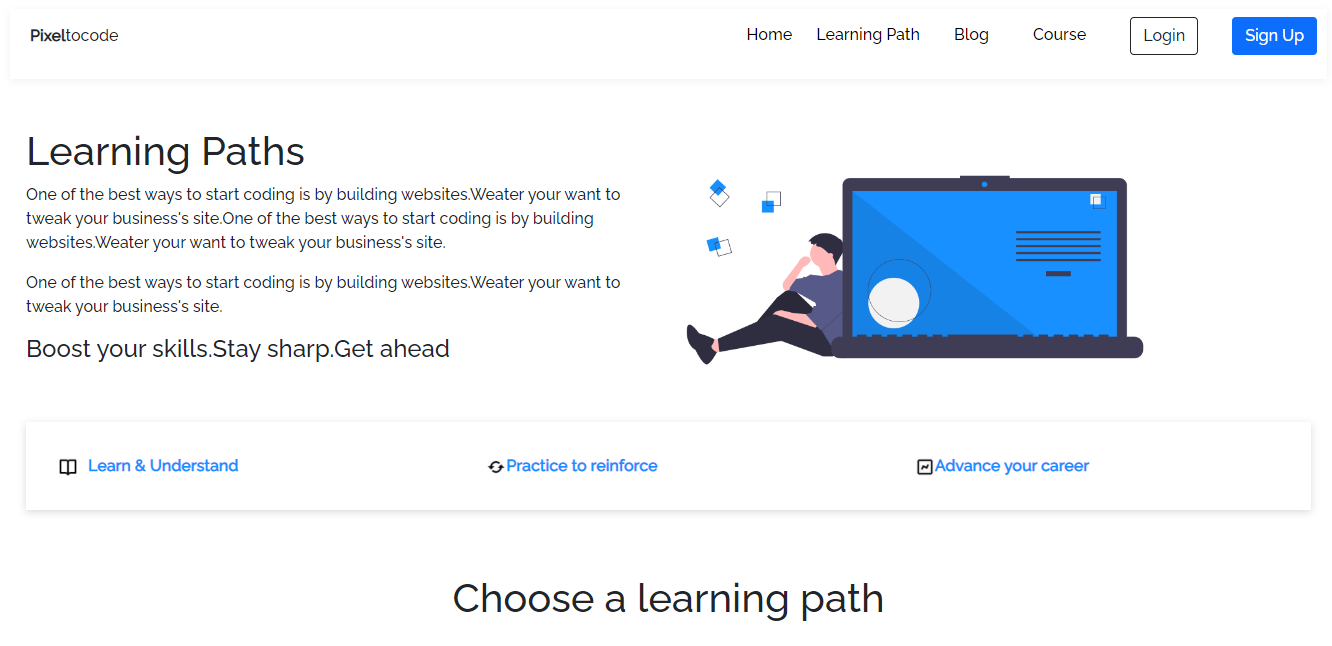 Pixeltocode
Home Learning Path Blog Course Login Sign Up
Learning Paths
One of the best ways to start coding is by building websites.Weater your want to
tweak your business's site.One of the best ways to start coding is by building
websites.Weater your want to tweak your business's site.
One of the best ways to start coding is by building websites.Weater your want to
tweak your business's site.
Boost your skills.Stay sharp.Get ahead
Learn & Understand
Practice to reinforce
Advance your career
Choose a learning path